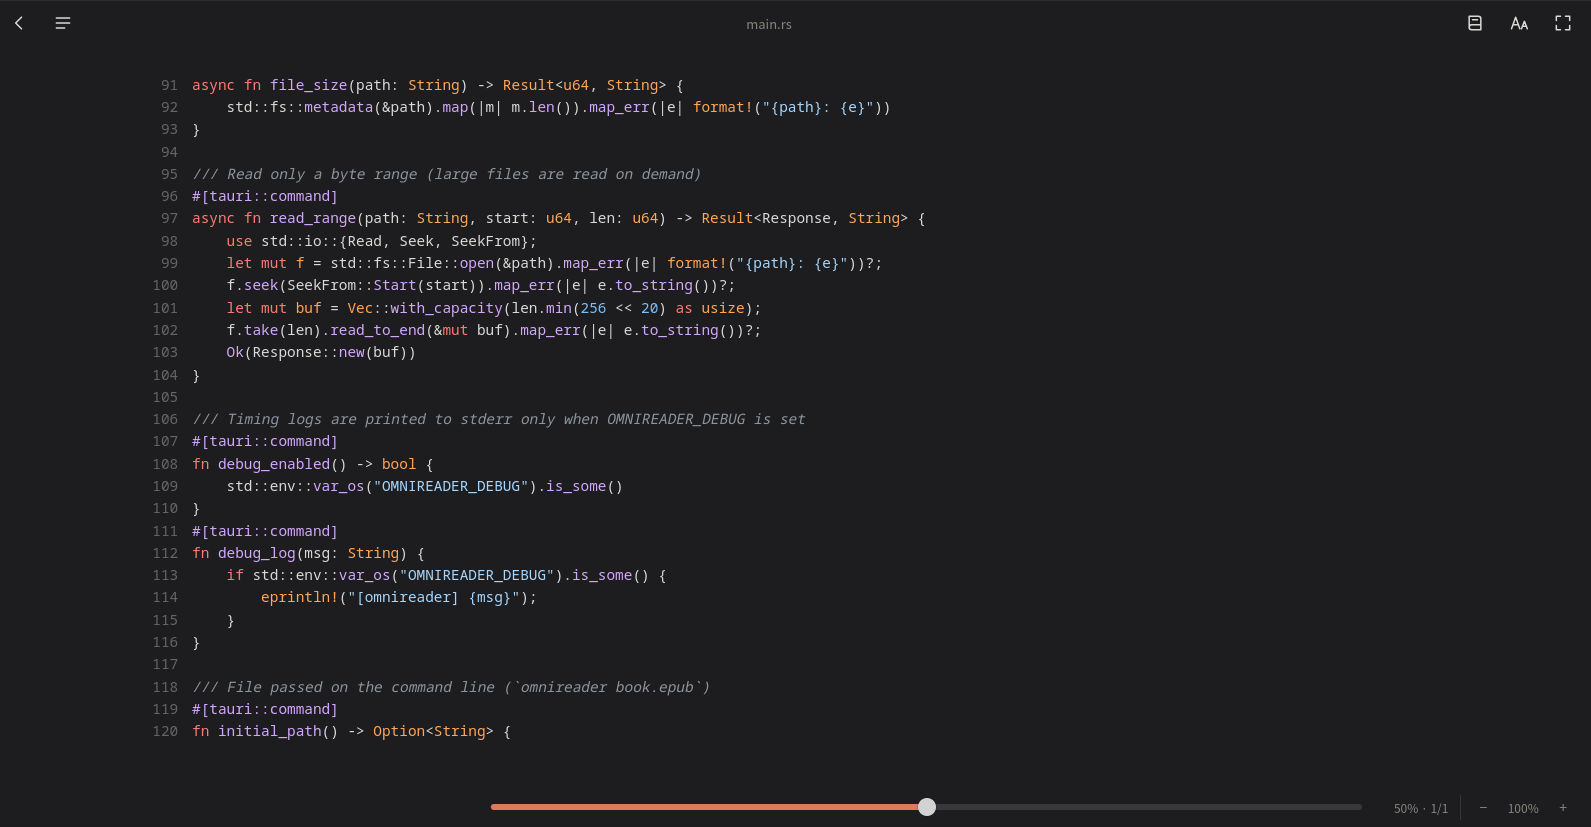 main.rs
91 async fn file_size(path: String) -> Result<u64, String> {
92     std::fs::metadata(&path).map(|m| m.len()).map_err(|e| format!("{path}: {e}"))
93 }
94
95 /// Read only a byte range (large files are read on demand)
96 #[tauri::command]
97 async fn read_range(path: String, start: u64, len: u64) -> Result<Response, String> {
98     use std::io::{Read, Seek, SeekFrom};
99     let mut f = std::fs::File::open(&path).map_err(|e| format!("{path}: {e}"))?;
100     f.seek(SeekFrom::Start(start)).map_err(|e| e.to_string())?;
101     let mut buf = Vec::with_capacity(len.min(256 << 20) as usize);
102     f.take(len).read_to_end(&mut buf).map_err(|e| e.to_string())?;
103     Ok(Response::new(buf))
104 }
105
106 /// Timing logs are printed to stderr only when OMNIREADER_DEBUG is set
107 #[tauri::command]
108 fn debug_enabled() -> bool {
109     std::env::var_os("OMNIREADER_DEBUG").is_some()
110 }
111 #[tauri::command]
112 fn debug_log(msg: String) {
113     if std::env::var_os("OMNIREADER_DEBUG").is_some() {
114         eprintln!("[omnireader] {msg}");
115     }
116 }
117
118 /// File passed on the command line (`omnireader book.epub`)
119 #[tauri::command]
120 fn initial_path() -> Option<String> {
50% · 1/1 − 100% +